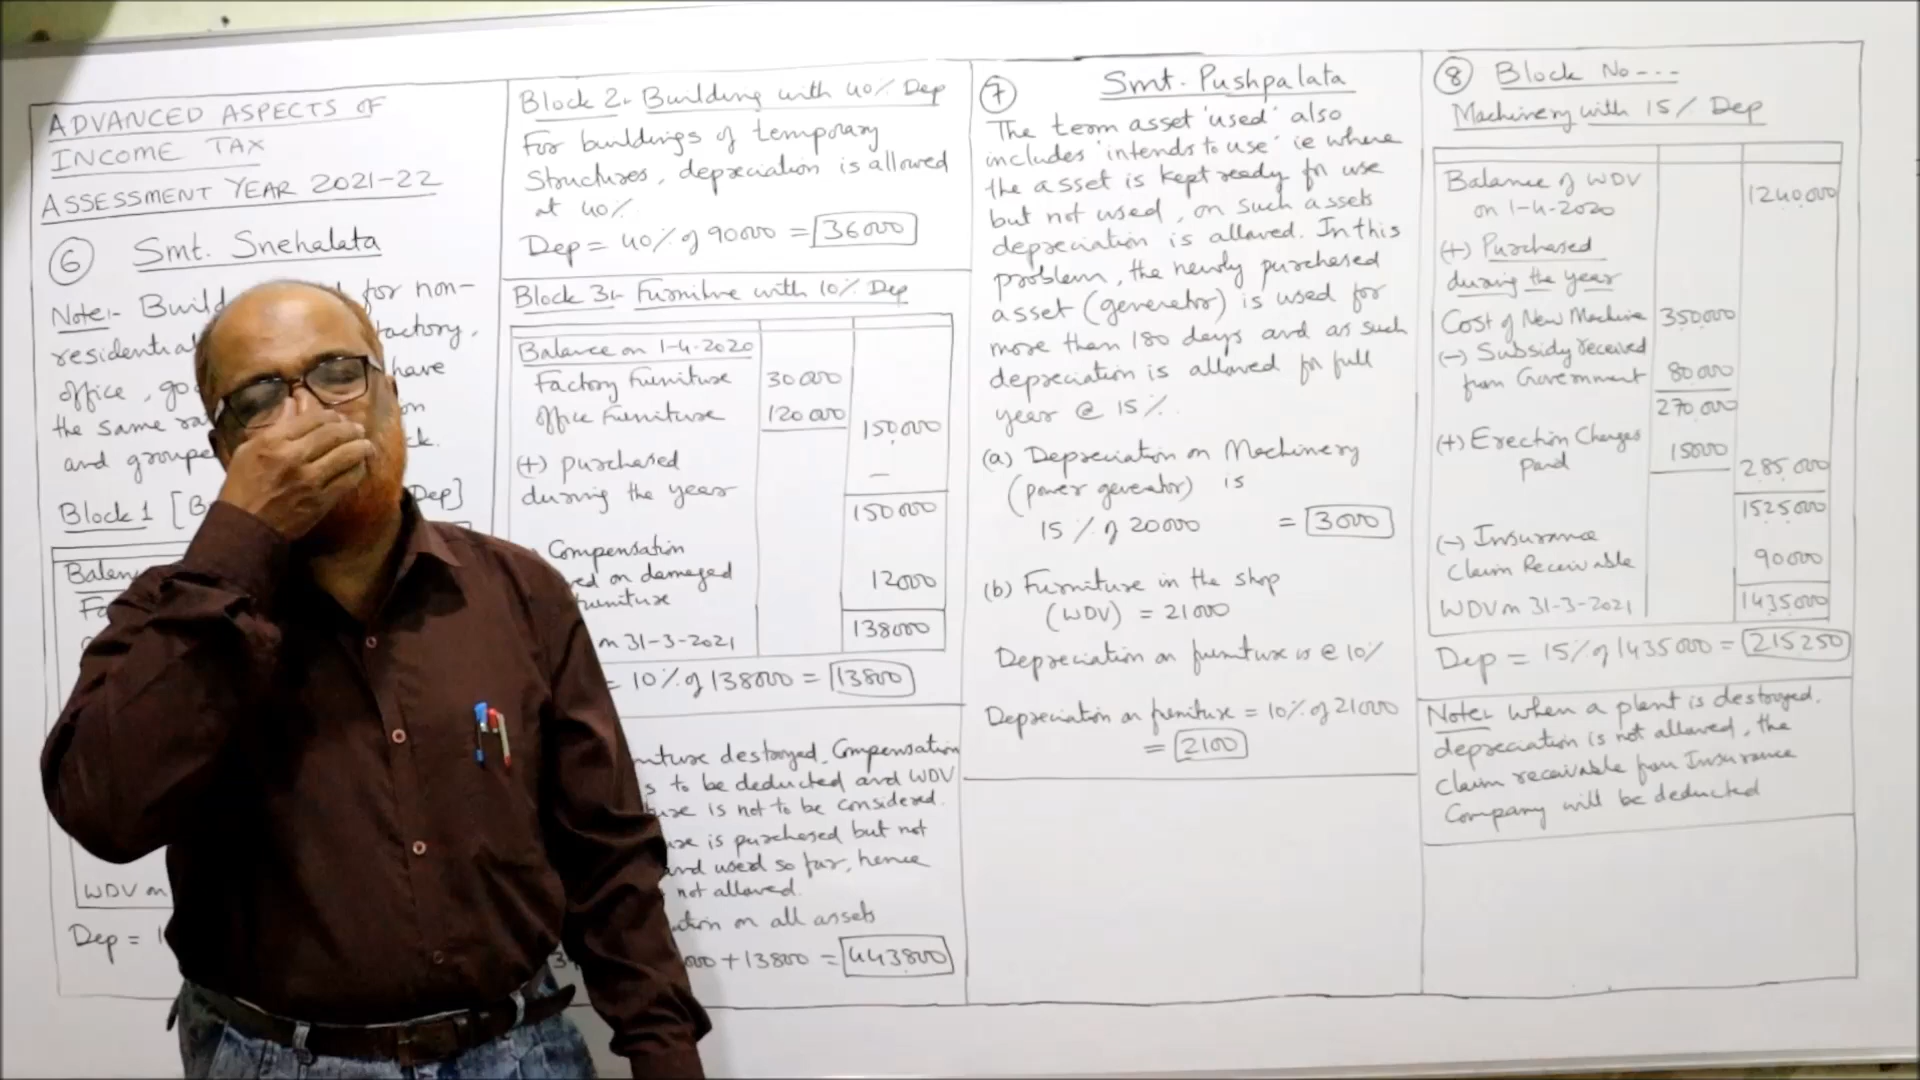 ADVANCED ASPECTS OF
INCOME TAX
ASSESSMENT YEAR 2021-22
6 Smt. Snehalata
Note:- for non-
residential factory,
office, have
the same
and grouped
Block 1 [ Dep]
WDV on
Dep =
Block 2:- Building with 40% Dep
For buildings of temporary
structures, depreciation is allowed
at 40%
Dep = 40% of 90000 = 36000
Block 3:- Furniture with 10% Dep
Balance on 1-4-2020
Factory Furniture 30000
office Furniture 120000 150,000
(+) purchased
during the year —
150000
Compensation
on damaged 12000
furniture
31-3-2021 138000
= 10% of 138000 = 13800
destroyed, Compensation
to be deducted and WDV
is not to be considered.
is purchased but not
and used so far, hence
not allowed.
on all assets
+ 13800 = 443800
7 Smt. Pushpalata
The term asset 'used' also
includes 'intends to use' ie where
the asset is kept ready for use
but not used, on such assets
depreciation is allowed. In this
problem, the newly purchased
asset (generator) is used for
more than 180 days and as such
depreciation is allowed for full
year @ 15%.
(a) Depreciation on Machinery
(power generator) is
15% of 20000 = 3000
(b) Furniture in the shop
(WDV) = 21000
Depreciation on furniture is @ 10%
Depreciation on furniture = 10% of 21000
= 2100
8 Block No ----
Machinery with 15% Dep
Balance of WDV
on 1-4-2020 1240,000
(+) Purchased
during the year
Cost of New Machine 350000
(-) Subsidy received
from Government 80000
270,000
(+) Erection Charges
paid 15000 285,000
1525000
(-) Insurance
Claim Receivable 90000
WDV on 31-3-2021 1435000
Dep = 15% of 1435000 = 215250
Note:- when a plant is destroyed,
depreciation is not allowed, the
claim receivable from Insurance
Company will be deducted